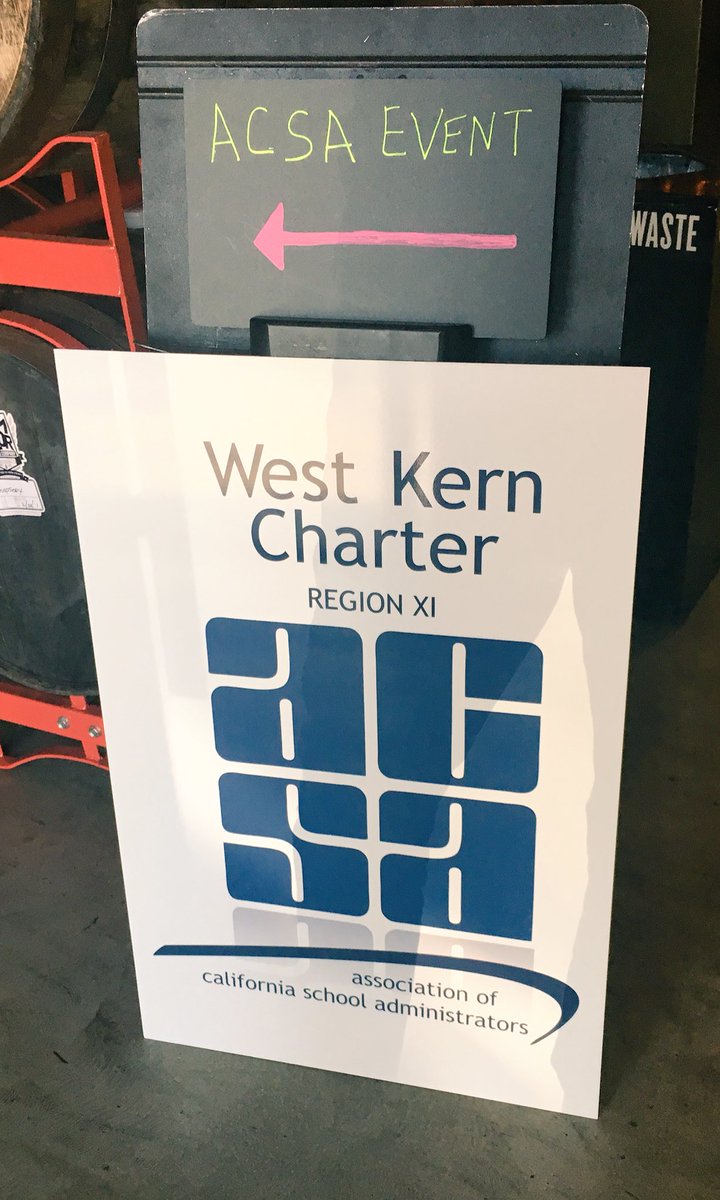 ACSA EVENT
WASTE
West Kern
Charter
REGION XI
acsa
association of
california school administrators